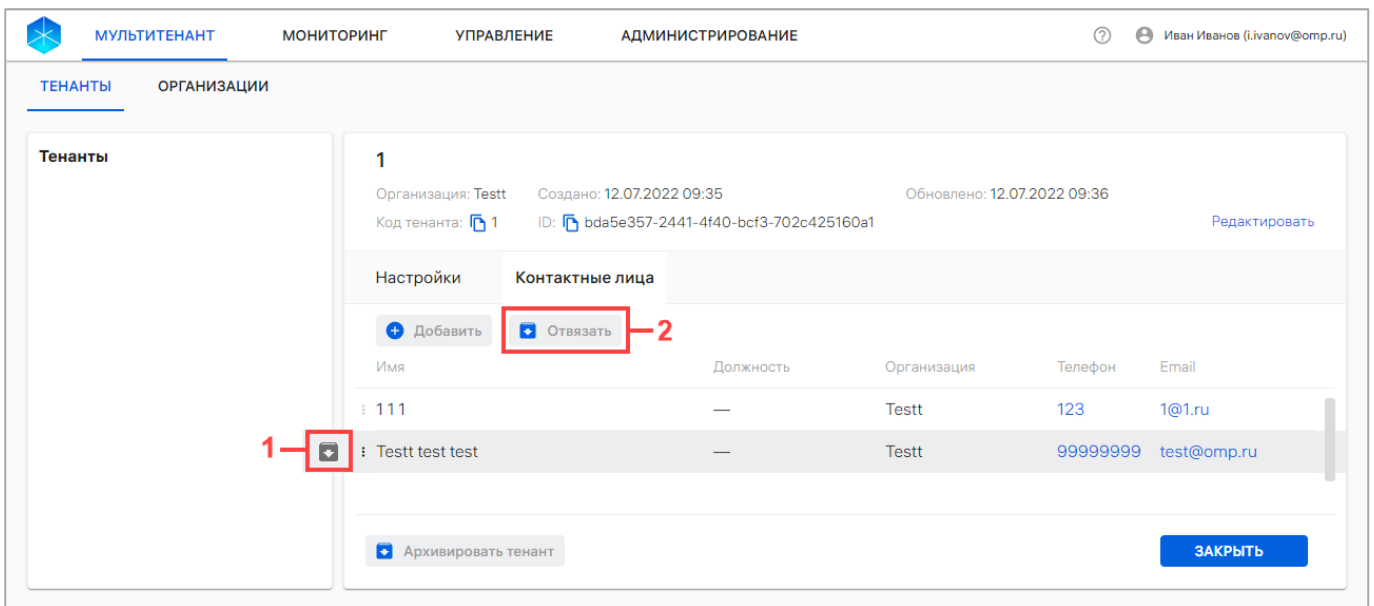 МУЛЬТИТЕНАНТ МОНИТОРИНГ УПРАВЛЕНИЕ АДМИНИСТРИРОВАНИЕ ? Иван Иванов (i.ivanov@omp.ru)
ТЕНАНТЫ ОРГАНИЗАЦИИ
Тенанты
1
Организация: Testt Создано: 12.07.2022 09:35 Обновлено: 12.07.2022 09:36
Код тенанта: 1 ID: bda5e357-2441-4f40-bcf3-702c425160a1 Редактировать
Настройки Контактные лица
Добавить Отвязать 2
Имя Должность Организация Телефон Email
1 1 1 — Testt 123 1@1.ru
1 Testt test test — Testt 99999999 test@omp.ru
Архивировать тенант ЗАКРЫТЬ